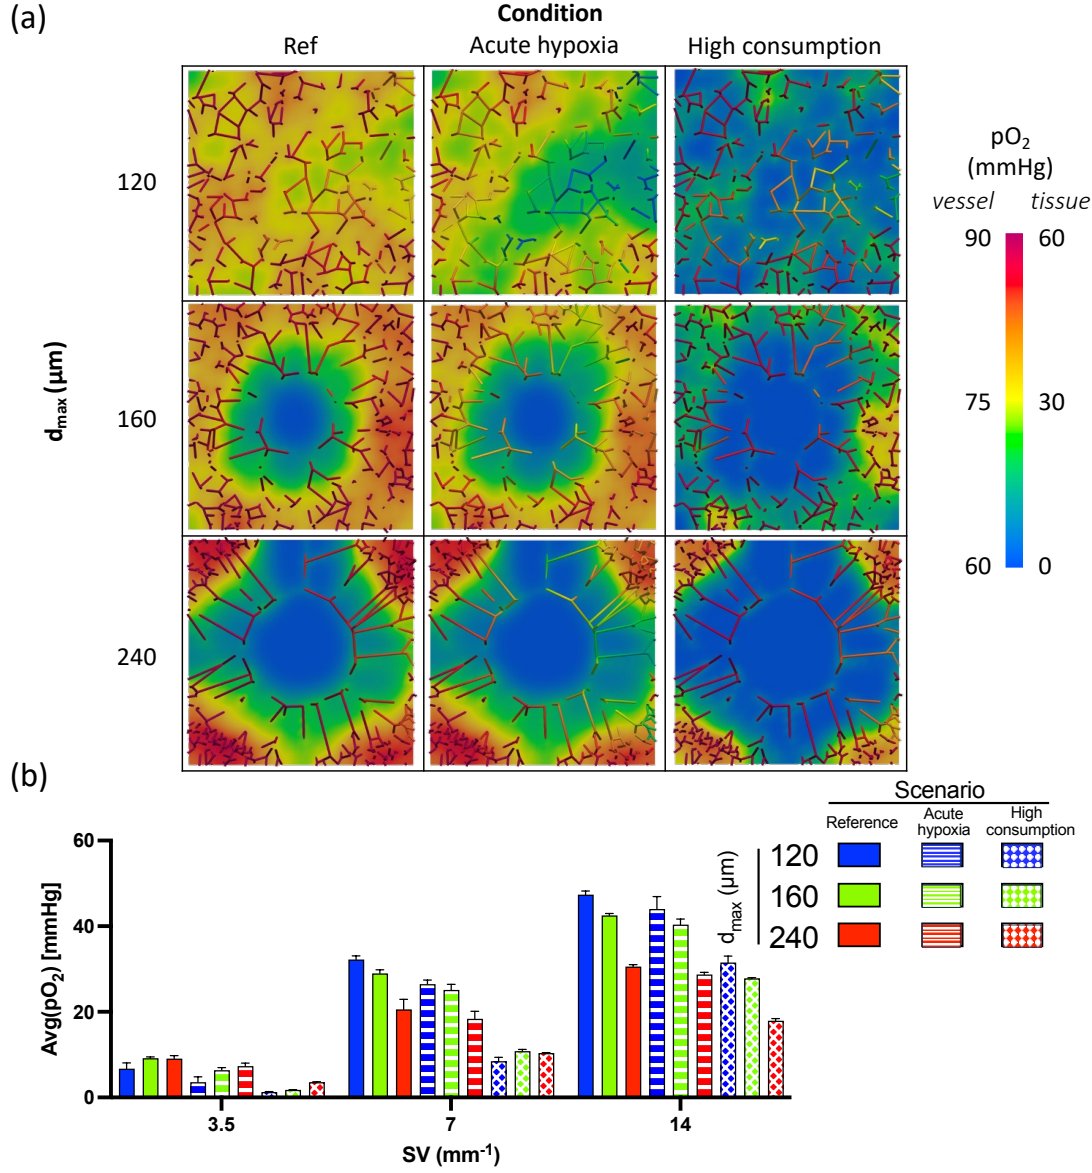 (a)
Condition
Ref Acute hypoxia High consumption
pO2
(mmHg)
vessel tissue
90 60
75 30
60 0
dmax (µm)
120
160
240
(b)
Scenario
Reference Acute hypoxia High consumption
dmax (µm)
120
160
240
Avg(pO2) [mmHg]
60
40
20
0
3.5 7 14
SV (mm-1)